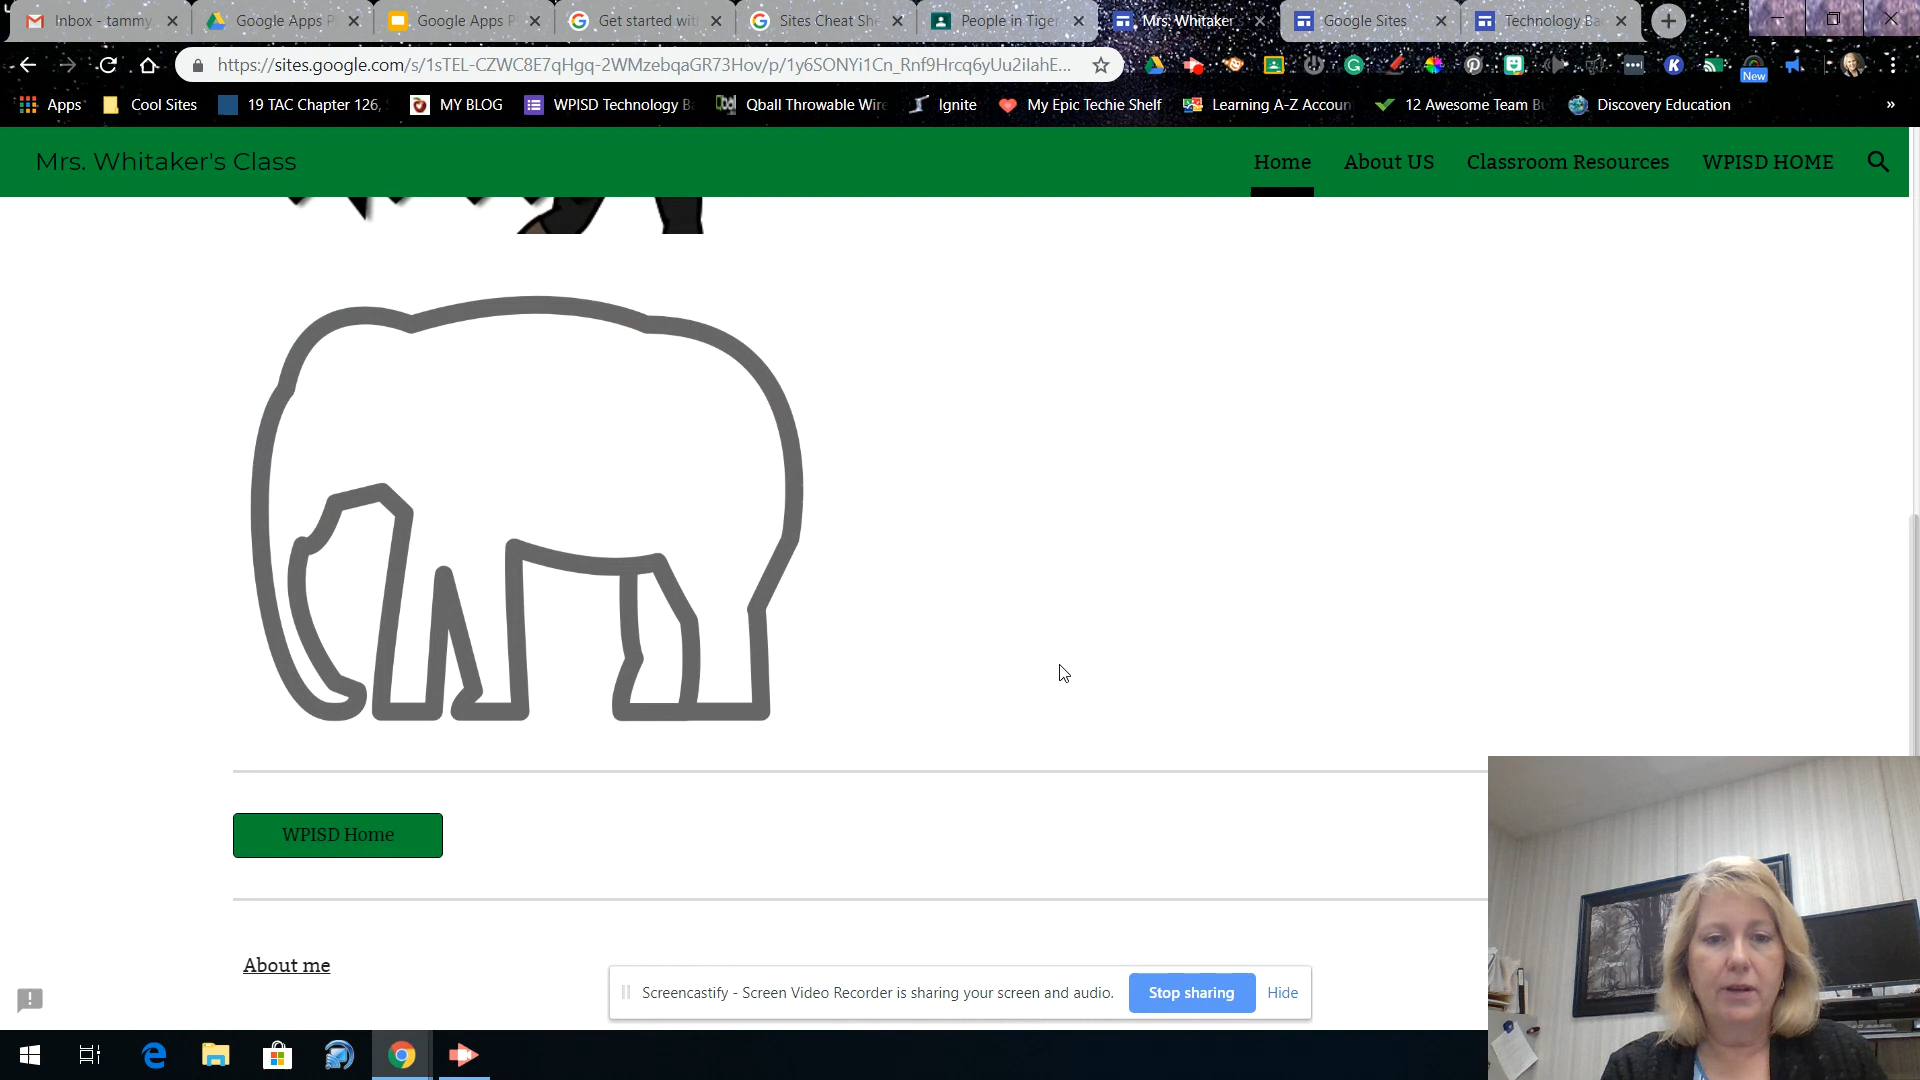 Inbox - tammy
Google Apps P
Google Apps P
Get started wit
Sites Cheat She
People in Tiger
Mrs. Whitaker
Google Sites
Technology Ba
https://sites.google.com/s/1sTEL-CZWC8E7qHgq-2WMzebqaGR73Hov/p/1y6SONYi1Cn_Rnf9Hrcq6yUu2ilahE...
New
Apps
Cool Sites
19 TAC Chapter 126,
MY BLOG
WPISD Technology Ba
Qball Throwable Wire
Ignite
My Epic Techie Shelf
Learning A-Z Accoun
12 Awesome Team Bu
Discovery Education
»
Mrs. Whitaker's Class
Home
About US
Classroom Resources
WPISD HOME
WPISD Home
About me
Screencastify - Screen Video Recorder is sharing your screen and audio.
Stop sharing
Hide